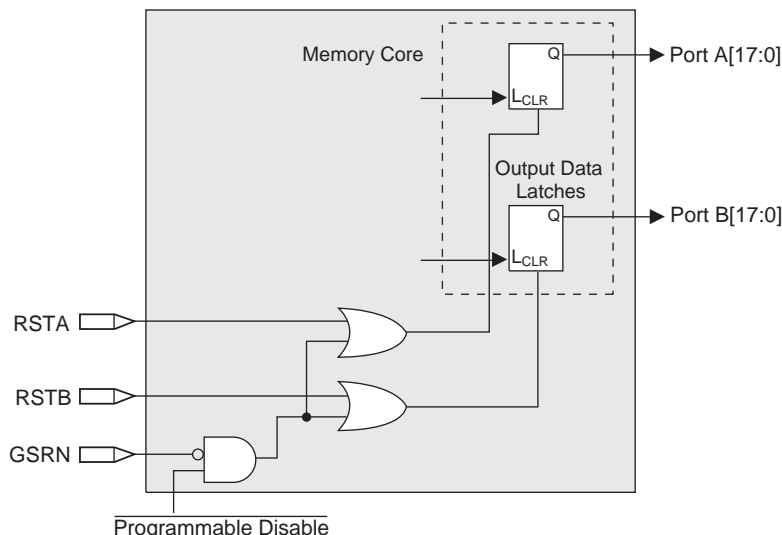 Memory Core
Q
Port A[17:0]
LCLR
Output Data
Latches
Q
Port B[17:0]
LCLR
RSTA
RSTB
GSRN
Programmable Disable